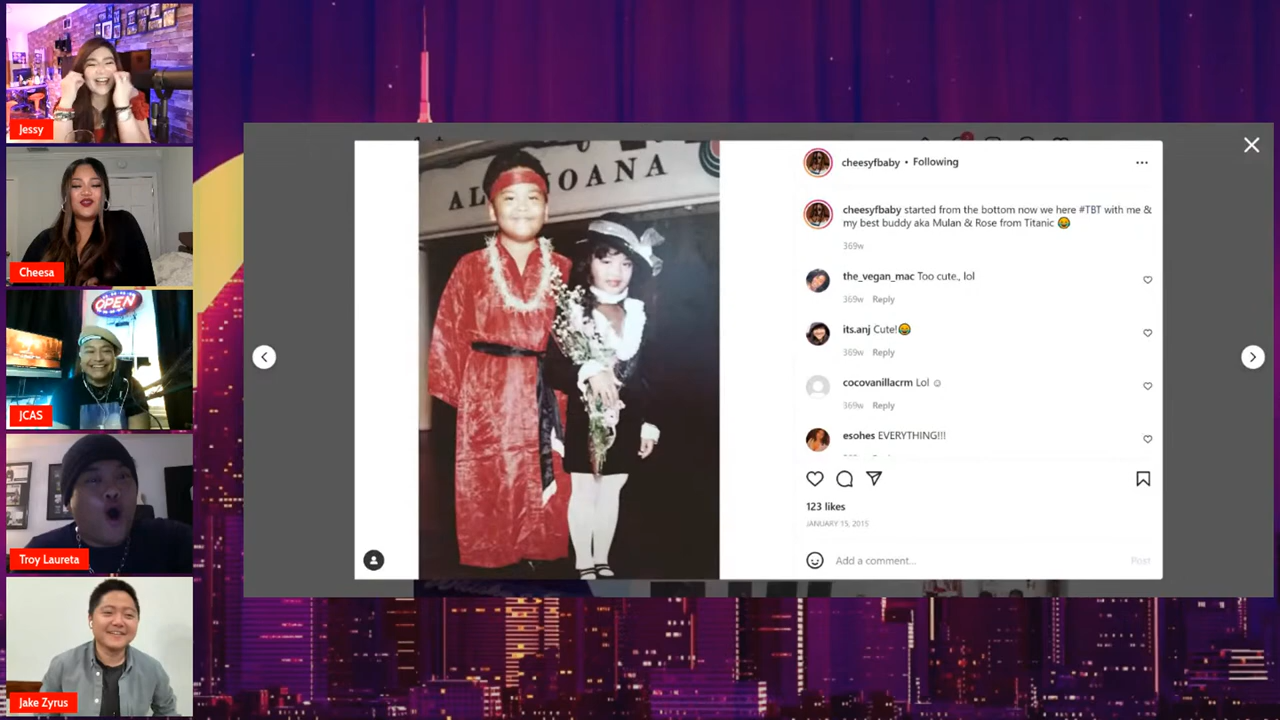 Jessy
Cheesa
OPEN
JCAS
Troy Laureta
Jake Zyrus
NOANA
cheesyfbaby • Following
cheesyfbaby started from the bottom now we here #TBT with me &
my best buddy aka Mulan & Rose from Titanic 😂
369w
the_vegan_mac Too cute., lol
369w Reply
its.anj Cute!😂
369w Reply
cocovanillacrm Lol ☺
369w Reply
esohes EVERYTHING!!!
123 likes
JANUARY 15, 2015
Add a comment...
Post